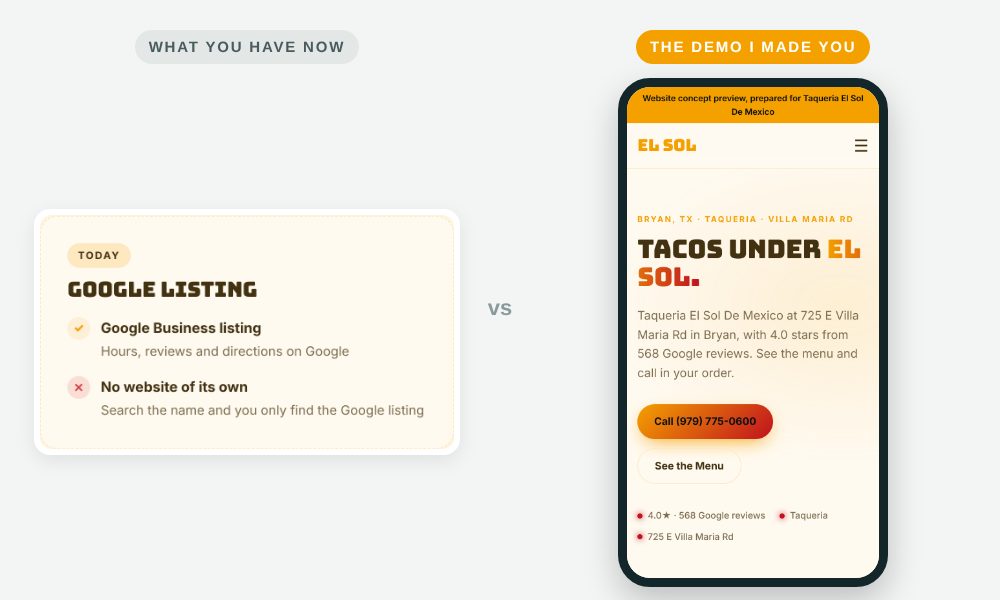 WHAT YOU HAVE NOW
TODAY
GOOGLE LISTING
Google Business listing
Hours, reviews and directions on Google
No website of its own
Search the name and you only find the Google listing
vs
THE DEMO I MADE YOU
Website concept preview, prepared for Taqueria El Sol
De Mexico
EL SOL
BRYAN, TX · TAQUERIA · VILLA MARIA RD
TACOS UNDER EL
SOL.
Taqueria El Sol De Mexico at 725 E Villa
Maria Rd in Bryan, with 4.0 stars from
568 Google reviews. See the menu and
call in your order.
Call (979) 775-0600
See the Menu
4.0★ · 568 Google reviews
Taqueria
725 E Villa Maria Rd